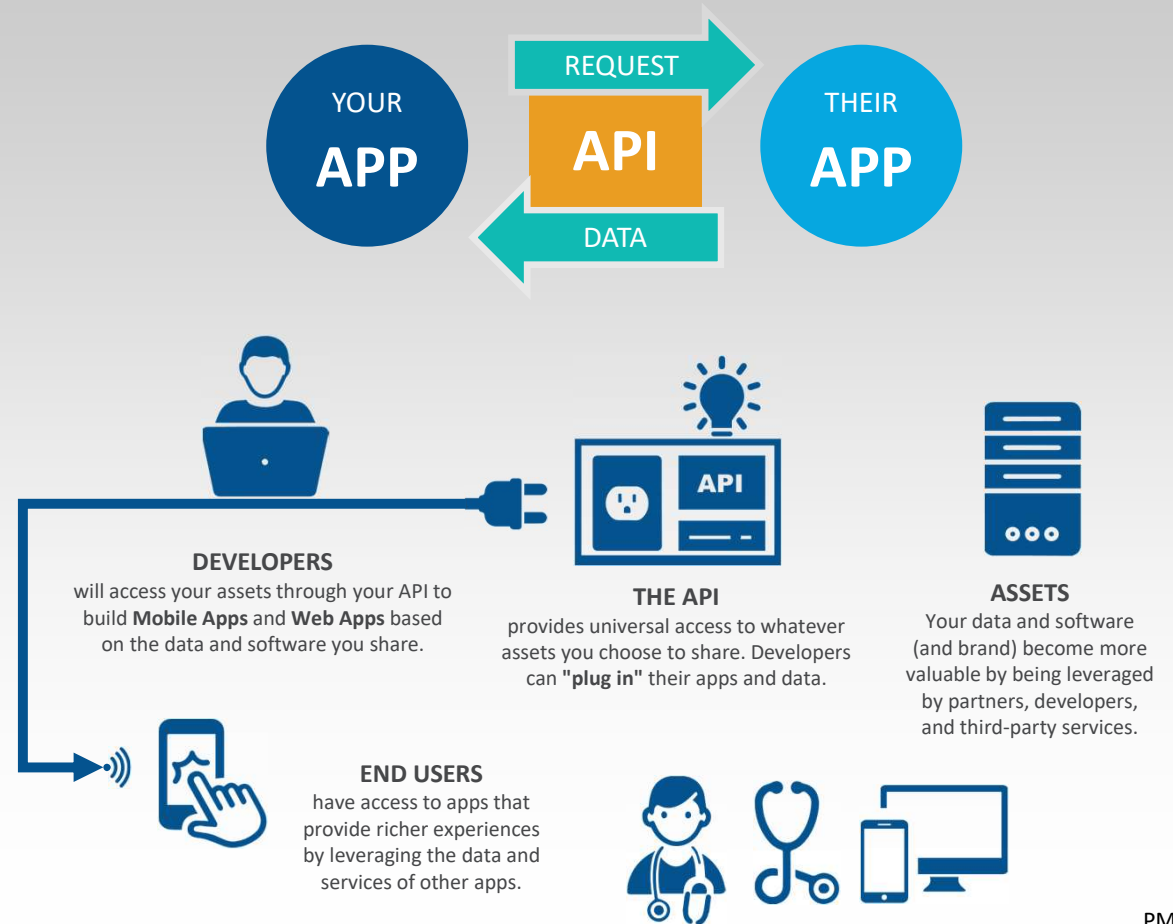 REQUEST
YOUR
APP
API
THEIR
APP
DATA
API
DEVELOPERS
will access your assets through your API to
build Mobile Apps and Web Apps based
on the data and software you share.
THE API
provides universal access to whatever
assets you choose to share. Developers
can "plug in" their apps and data.
ASSETS
Your data and software
(and brand) become more
valuable by being leveraged
by partners, developers,
and third-party services.
END USERS
have access to apps that
provide richer experiences
by leveraging the data and
services of other apps.
PM